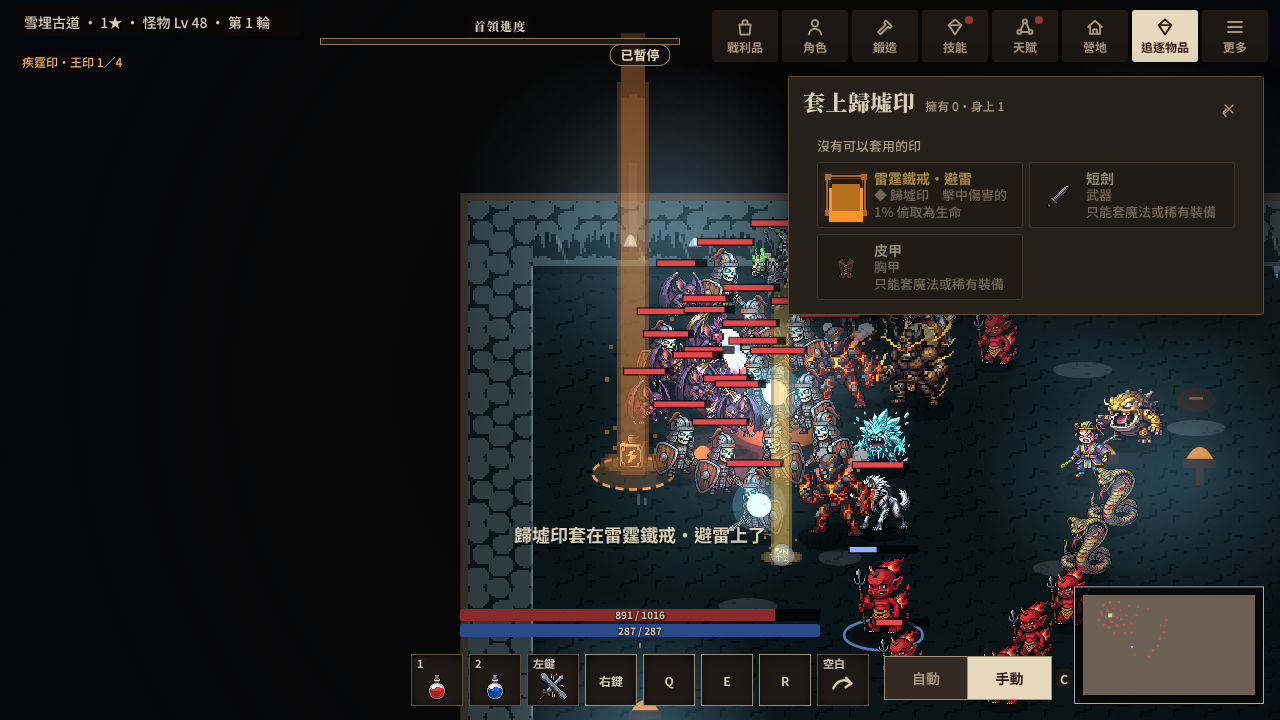 雪埋古道 · 1★ · 怪物 Lv 48 · 第 1 輪
疾霆印·王印 1／4
首領進度
已暫停
戰利品
角色
鍛造
技能
天賦
營地
追逐物品
更多
套上歸墟印
擁有 0·身上 1
沒有可以套用的印
雷霆鐵戒·避雷
◆ 歸墟印 擊中傷害的
1% 偷取為生命
短劍
武器
只能套魔法或稀有裝備
皮甲
胸甲
只能套魔法或稀有裝備
歸墟印套在雷霆鐵戒·避雷上了
891 / 1016
287 / 287
1
2
左鍵
右鍵
Q
E
R
空白
自動
手動
C